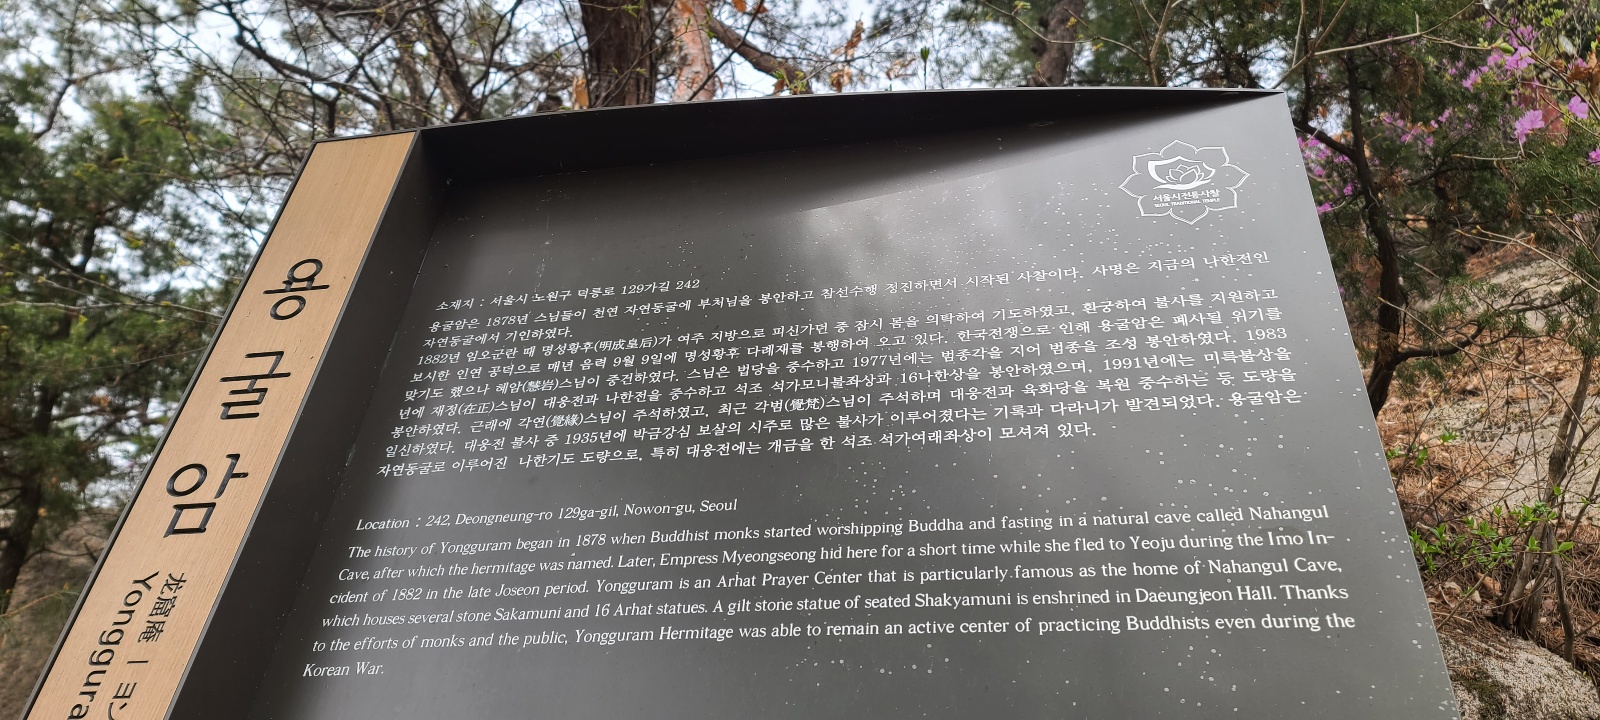 용굴암
龙窟庵 | ヨン
Yonggura
서울시전통사찰
SEOUL TRADITIONAL TEMPLE
소재지 : 서울시 노원구 덕릉로 129가길 242
용굴암은 1878년 스님들이 천연 자연동굴에 부처님을 봉안하고 참선수행 정진하면서 시작된 사찰이다. 사명은 지금의 나한전인
자연동굴에서 기인하였다.
1882년 임오군란 때 명성황후(明成皇后)가 여주 지방으로 피신가던 중 잠시 몸을 의탁하여 기도하였고, 환궁하여 불사를 지원하고
보시한 인연 공덕으로 매년 음력 9월 9일에 명성황후 다례재를 봉행하여 오고 있다. 한국전쟁으로 인해 용굴암은 폐사될 위기를
맞기도 했으나 혜암(慧岩)스님이 중건하였다. 스님은 법당을 중수하고 1977년에는 범종각을 지어 범종을 조성 봉안하였다. 1983
년에 재정(在正)스님이 대웅전과 나한전을 중수하고 석조 석가모니불좌상과 16나한상을 봉안하였으며, 1991년에는 미륵불상을
봉안하였다. 근래에 각연(覺緣)스님이 주석하였고, 최근 각범(覺梵)스님이 주석하며 대웅전과 육화당을 복원 중수하는 등 도량을
일신하였다. 대웅전 불사 중 1935년에 박금강심 보살의 시주로 많은 불사가 이루어졌다는 기록과 다라니가 발견되었다. 용굴암은
자연동굴로 이루어진 나한기도 도량으로, 특히 대웅전에는 개금을 한 석조 석가여래좌상이 모셔져 있다.
Location : 242, Deongneung-ro 129ga-gil, Nowon-gu, Seoul
The history of Yongguram began in 1878 when Buddhist monks started worshipping Buddha and fasting in a natural cave called Nahangul
Cave, after which the hermitage was named. Later, Empress Myeongseong hid here for a short time while she fled to Yeoju during the Imo In-
cident of 1882 in the late Joseon period. Yongguram is an Arhat Prayer Center that is particularly famous as the home of Nahangul Cave,
which houses several stone Sakamuni and 16 Arhat statues. A gilt stone statue of seated Shakyamuni is enshrined in Daeungjeon Hall. Thanks
to the efforts of monks and the public, Yongguram Hermitage was able to remain an active center of practicing Buddhists even during the
Korean War.